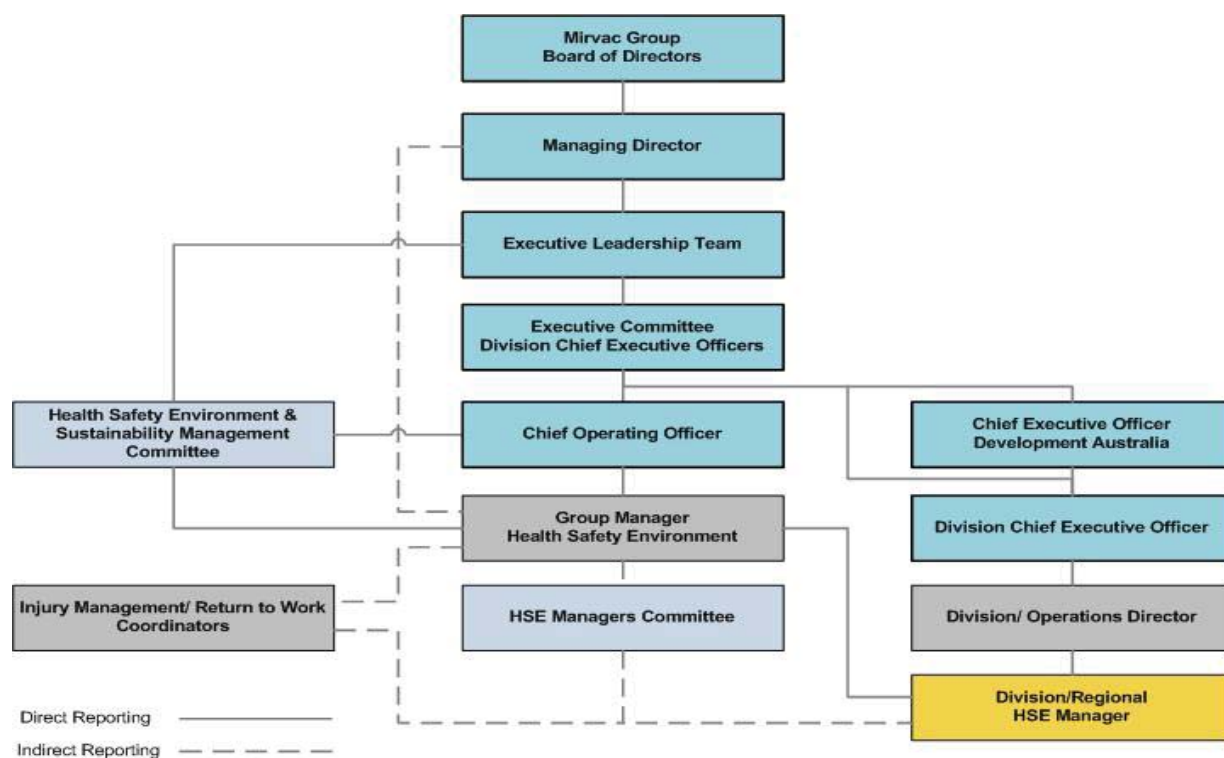 Mirvac Group
Board of Directors
Managing Director
Executive Leadership Team
Executive Committee
Division Chief Executive Officers
Health Safety Environment &
Sustainability Management
Committee
Chief Operating Officer
Chief Executive Officer
Development Australia
Group Manager
Health Safety Environment
Division Chief Executive Officer
Injury Management/ Return to Work
Coordinators
HSE Managers Committee
Division/ Operations Director
Division/Regional
HSE Manager
Direct Reporting
Indirect Reporting